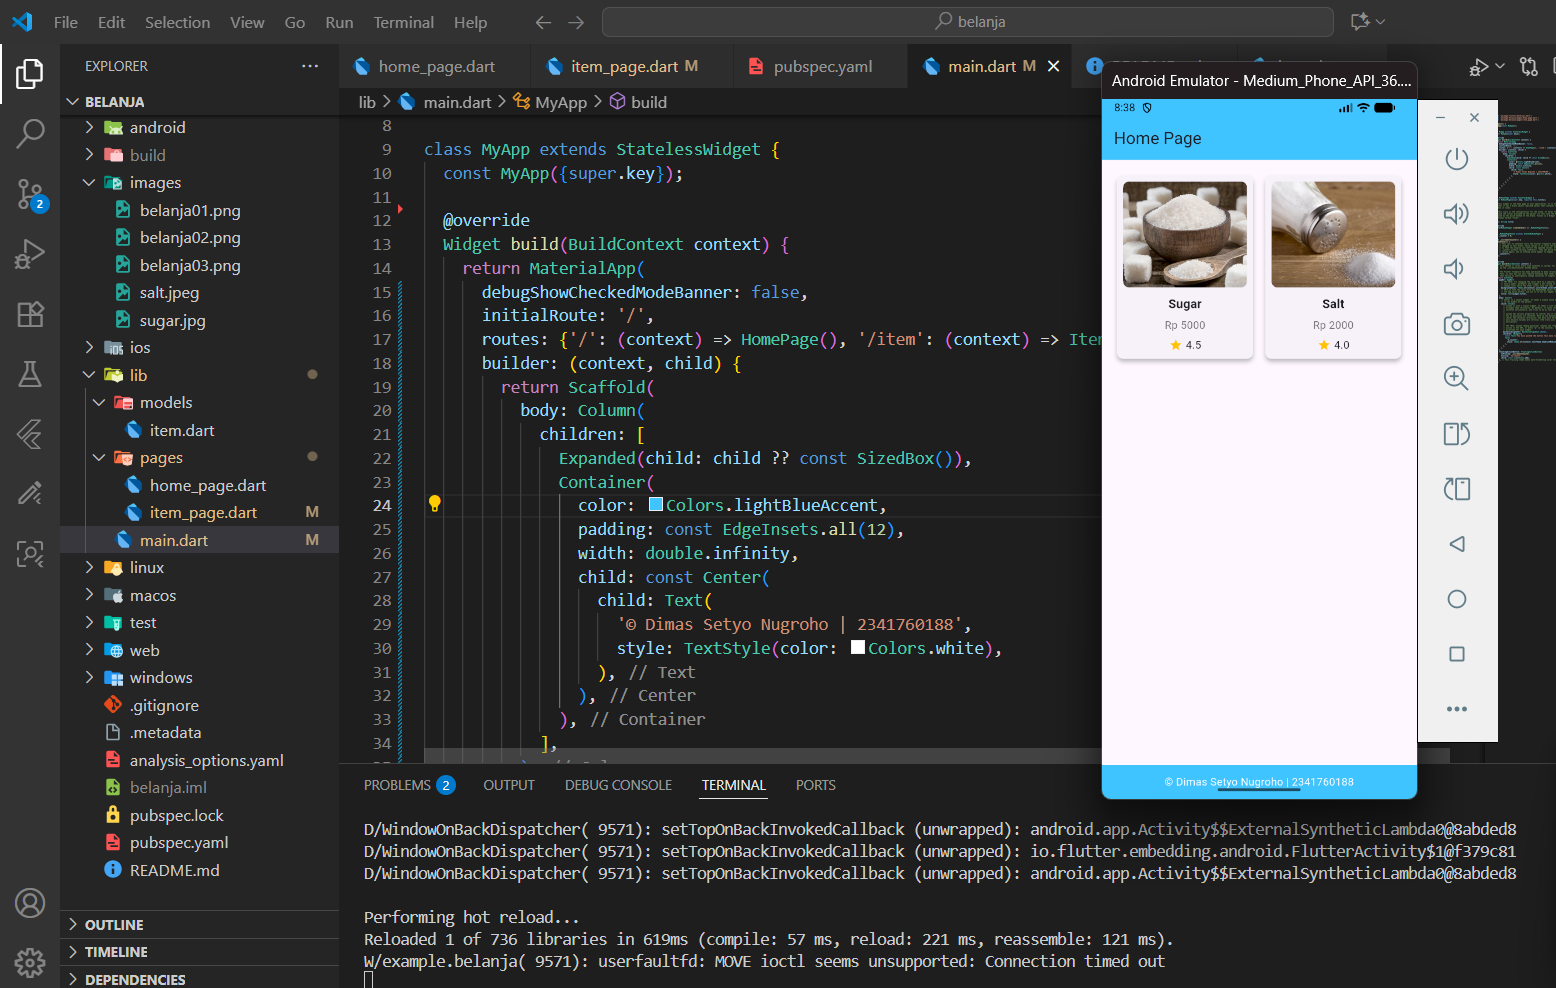 File Edit Selection View Go Run Terminal Help
belanja
EXPLORER
BELANJA
android
build
images
belanja01.png
belanja02.png
belanja03.png
salt.jpeg
sugar.jpg
ios
lib
models
item.dart
pages
home_page.dart
item_page.dart M
main.dart M
linux
macos
test
web
windows
.gitignore
.metadata
analysis_options.yaml
belanja.iml
pubspec.lock
pubspec.yaml
README.md
OUTLINE
TIMELINE
DEPENDENCIES
2
home_page.dart item_page.dart M pubspec.yaml main.dart M
lib > main.dart > MyApp > build
8
9 class MyApp extends StatelessWidget {
10 const MyApp({super.key});
11
12 @override
13 Widget build(BuildContext context) {
14 return MaterialApp(
15 debugShowCheckedModeBanner: false,
16 initialRoute: '/',
17 routes: {'/': (context) => HomePage(), '/item': (context) => Iter
18 builder: (context, child) {
19 return Scaffold(
20 body: Column(
21 children: [
22 Expanded(child: child ?? const SizedBox()),
23 Container(
24 color: Colors.lightBlueAccent,
25 padding: const EdgeInsets.all(12),
26 width: double.infinity,
27 child: const Center(
28 child: Text(
29 '© Dimas Setyo Nugroho | 2341760188',
30 style: TextStyle(color: Colors.white),
31 ), // Text
32 ), // Center
33 ), // Container
34 ],
Android Emulator - Medium_Phone_API_36....
8:38
Home Page
Sugar
Rp 5000
4.5
Salt
Rp 2000
4.0
© Dimas Setyo Nugroho | 2341760188
PROBLEMS 2 OUTPUT DEBUG CONSOLE TERMINAL PORTS
D/WindowOnBackDispatcher( 9571): setTopOnBackInvokedCallback (unwrapped): android.app.Activity$$ExternalSyntheticLambda0@8abded8
D/WindowOnBackDispatcher( 9571): setTopOnBackInvokedCallback (unwrapped): io.flutter.embedding.android.FlutterActivity$1@f379c81
D/WindowOnBackDispatcher( 9571): setTopOnBackInvokedCallback (unwrapped): android.app.Activity$$ExternalSyntheticLambda0@8abded8
Performing hot reload...
Reloaded 1 of 736 libraries in 619ms (compile: 57 ms, reload: 221 ms, reassemble: 121 ms).
W/example.belanja( 9571): userfaultfd: MOVE ioctl seems unsupported: Connection timed out